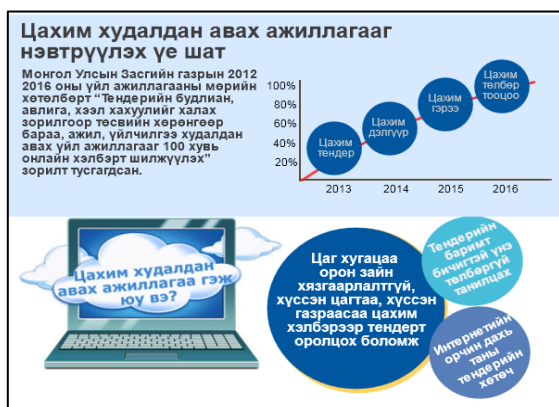 Цахим худалдан авах ажиллагааг
нэвтрүүлэх үе шат
Монгол Улсын Засгийн газрын 2012
2016 оны үйл ажиллагааны мөрийн
хөтөлбөрт “Тендерийн будлиан,
авлига, хээл хахуулийг халах
зорилгоор төсвийн хөрөнгөөр
бараа, ажил, үйлчилгээ худалдан
авах үйл ажиллагааг 100 хувь
онлайн хэлбэрт шилжүүлэх”
зорилт тусгагдсан.
100%
80%
60%
40%
20%
Цахим
тендер
Цахим
дэлгүүр
Цахим
гэрээ
Цахим
төлбөр
тооцоо
2013
2014
2015
2016
Цахим худалдан
авах ажиллагаа гэж
юу вэ?
Цаг хугацаа
орон зайн
хязгаарлалтгүй,
хүссэн цагтаа, хүссэн
газраасаа цахим
хэлбэрээр тендерт
оролцох боломж
Тендерийн
баримт
бичигтэй үнэ
төлбөргүй
танилцах
Интернетийн
орчин дахь
таны
тендерийн
хөтөч